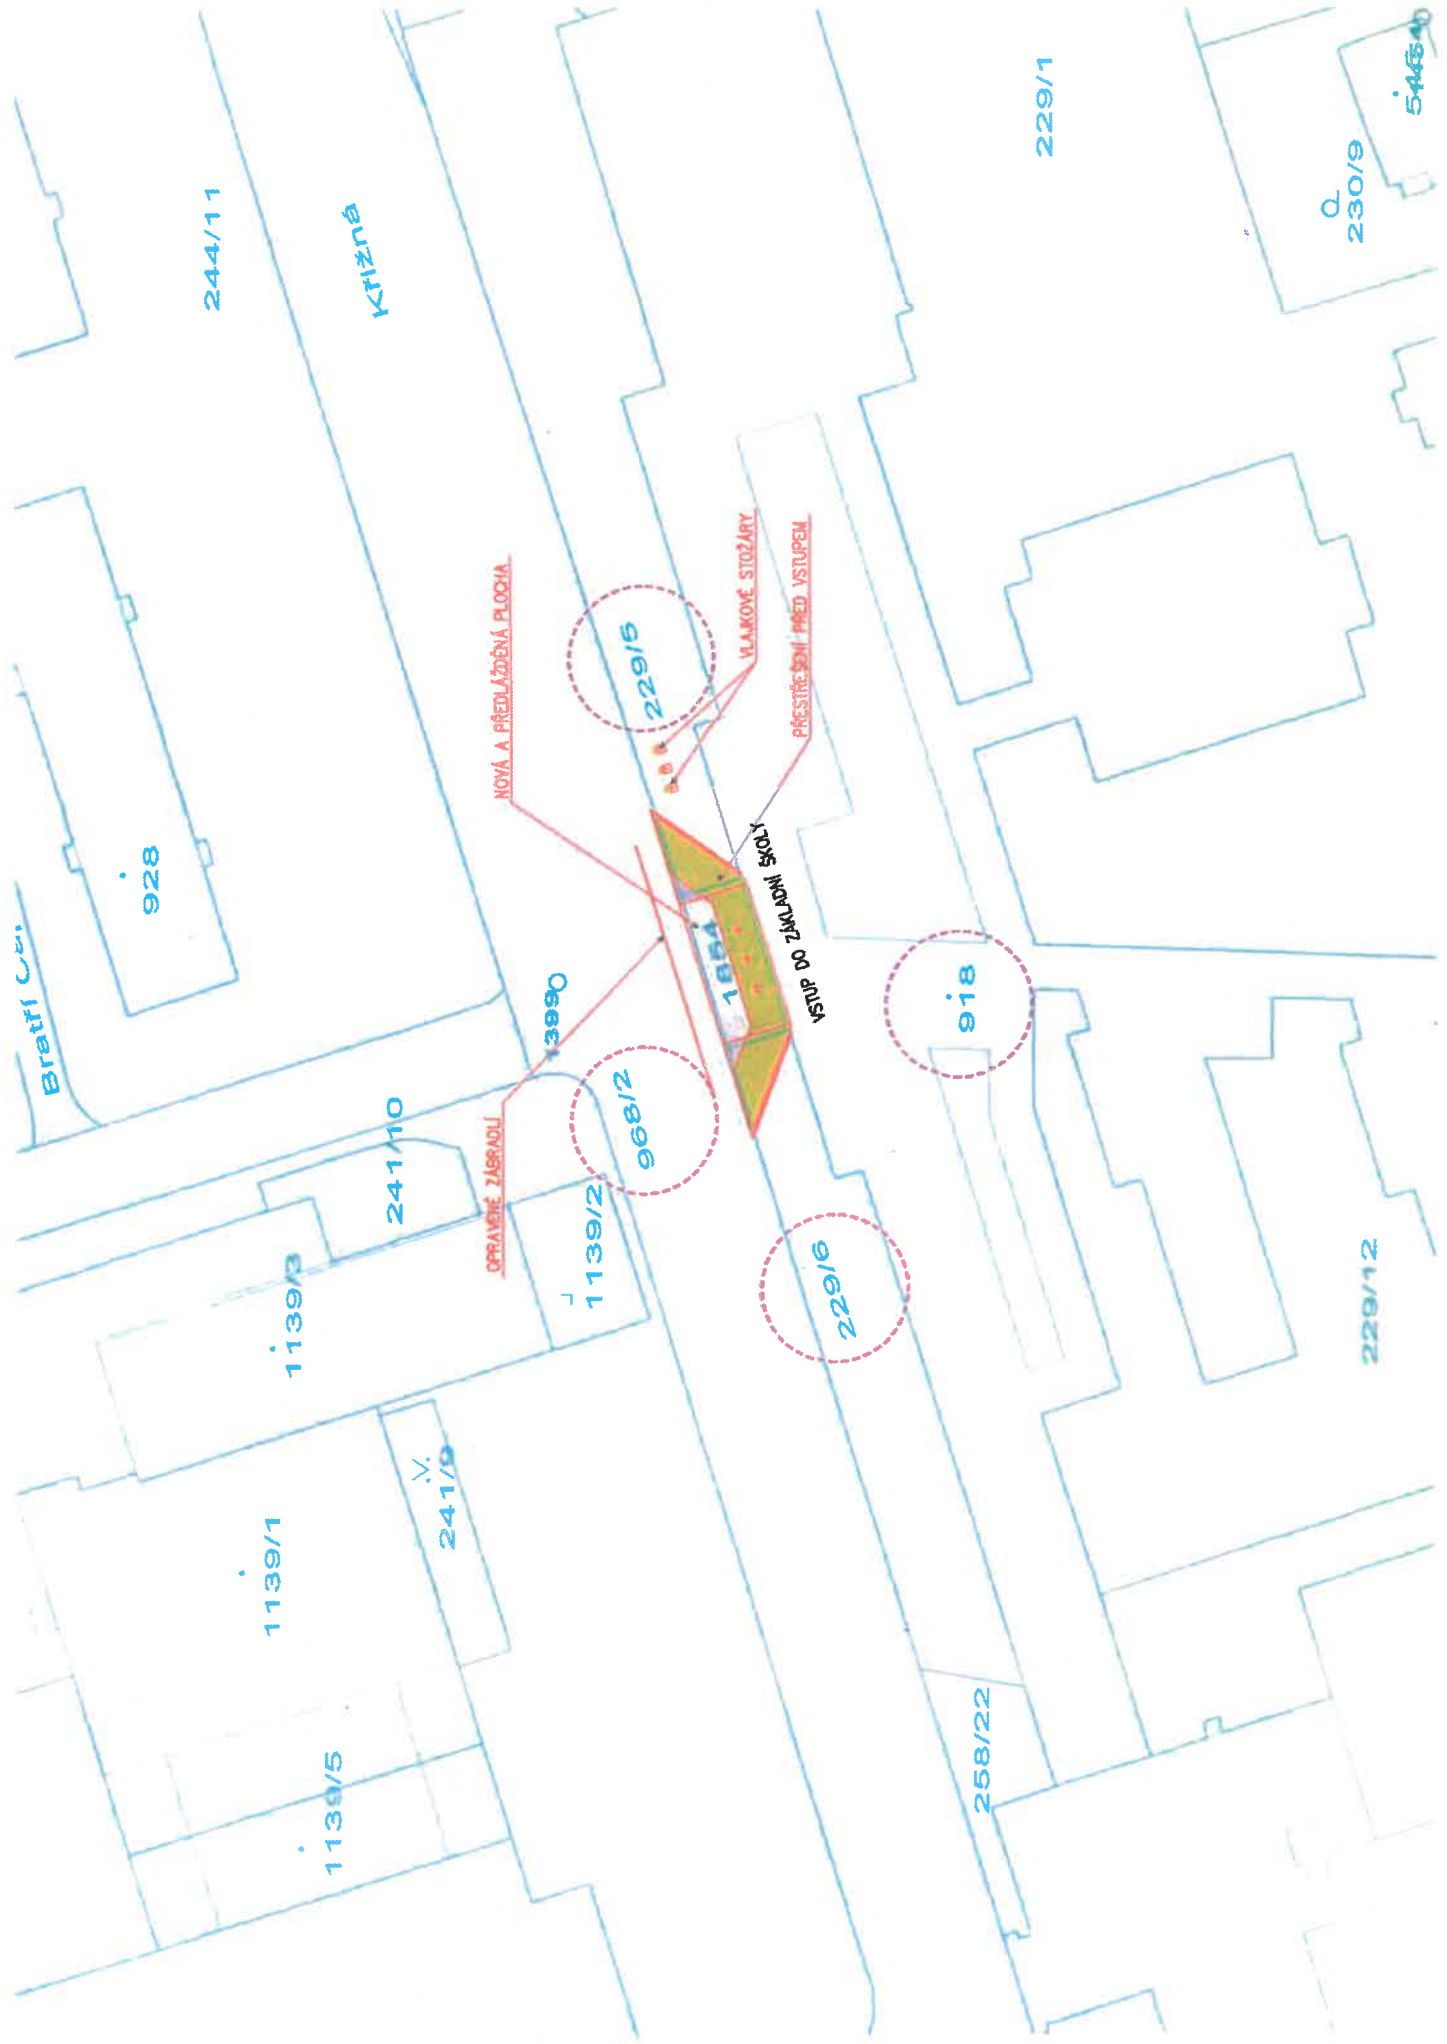 244/11
Křižná
229/1
230/9
928
NOVÁ A PŘEDLÁŽDĚNÁ PLOCHA
229/5
VLAJKOVÉ STOŽÁRY
PŘESTŘEŠENÍ PŘED VSTUPEM
Bratří
1399
1854
VSTUP DO ZÁKLADNÍ ŠKOLY
918
241/10
OPRAVENÉ ZÁBRADLÍ
968/2
1139/3
1139/2
229/6
229/12
1139/1
241/9
1139/5
258/22